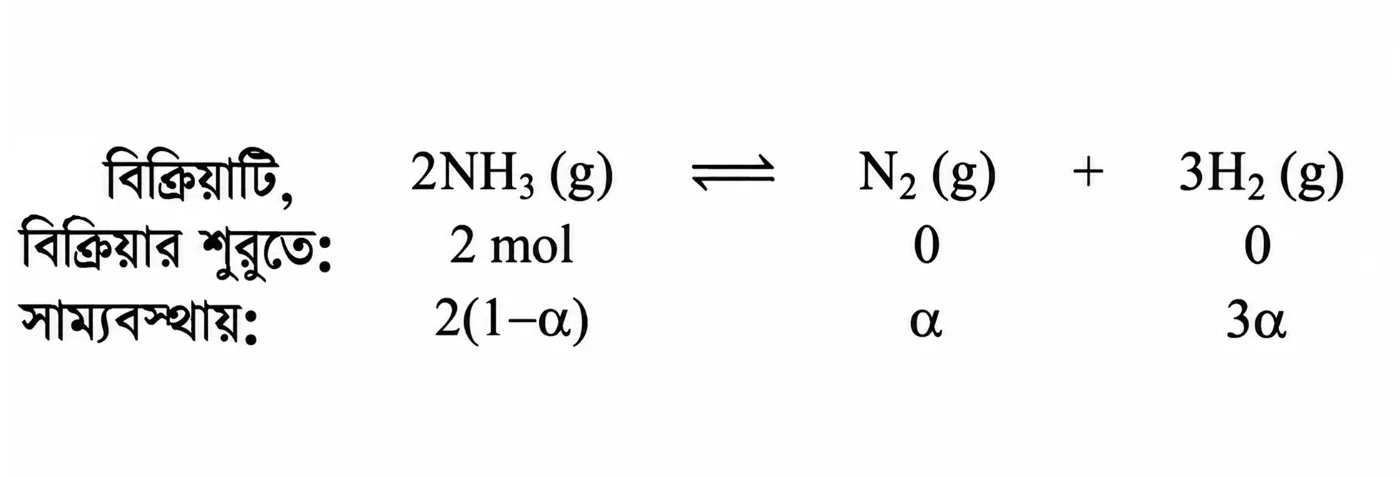 বিক্রিয়াটি, 2NH₃ (g) ⇌ N₂ (g) + 3H₂ (g)
বিক্রিয়ার শুরুতে: 2 mol 0 0
সাম্যবস্থায়: 2(1−α) α 3α